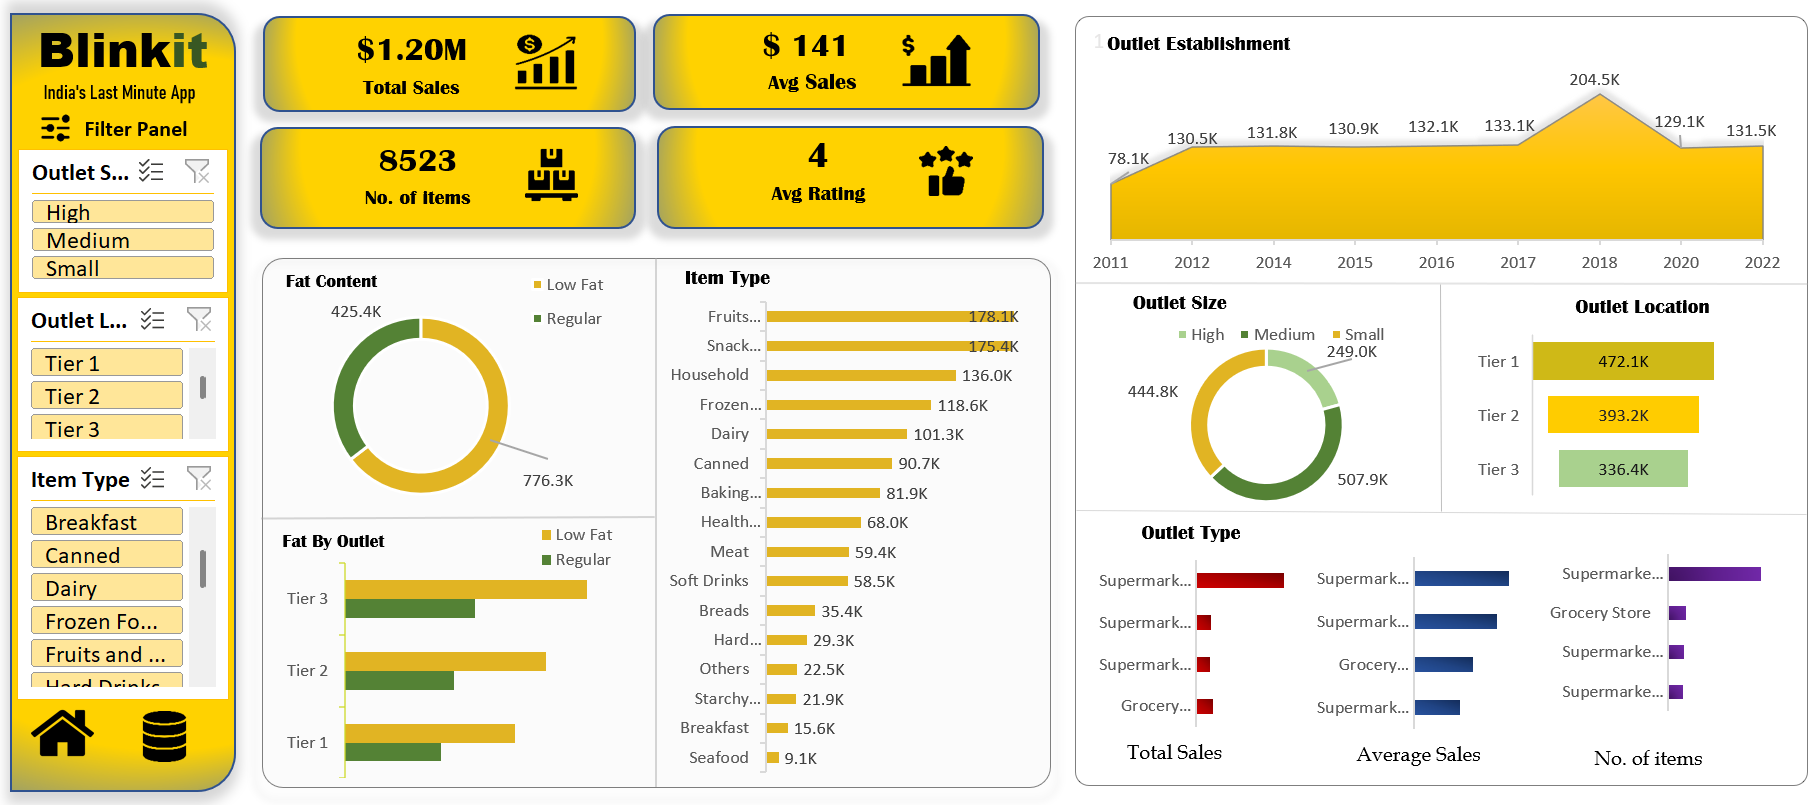 Blinkit
India's Last Minute App
Filter Panel
Outlet S...
High
Medium
Small
Outlet L...
Tier 1
Tier 2
Tier 3
Item Type
Breakfast
Canned
Dairy
Frozen Fo...
Fruits and ...
Hard Drinks
$1.20M
Total Sales
$ 141
Avg Sales
8523
No. of items
4
Avg Rating
Fat Content
Low Fat
Regular
425.4K
776.3K
Fat By Outlet
Low Fat
Regular
Tier 3
Tier 2
Tier 1
Item Type
Fruits... 178.1K
Snack... 175.4K
Household 136.0K
Frozen... 118.6K
Dairy 101.3K
Canned 90.7K
Baking... 81.9K
Health... 68.0K
Meat 59.4K
Soft Drinks 58.5K
Breads 35.4K
Hard... 29.3K
Others 22.5K
Starchy... 21.9K
Breakfast 15.6K
Seafood 9.1K
1
Outlet Establishment
78.1K 130.5K 131.8K 130.9K 132.1K 133.1K 204.5K 129.1K 131.5K
2011 2012 2014 2015 2016 2017 2018 2020 2022
Outlet Size
High Medium Small
249.0K
444.8K
507.9K
Outlet Location
Tier 1 472.1K
Tier 2 393.2K
Tier 3 336.4K
Outlet Type
Supermark...
Supermark...
Supermark...
Grocery...
Total Sales
Supermark...
Supermark...
Grocery...
Supermark...
Average Sales
Supermarke...
Grocery Store
Supermarke...
Supermarke...
No. of items